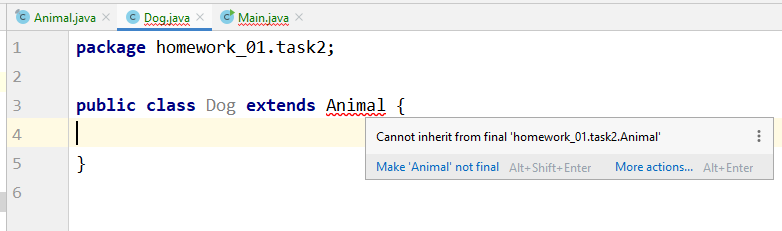 Animal.java Dog.java Main.java
1 package homework_01.task2;
2
3 public class Dog extends Animal {
4
Cannot inherit from final 'homework_01.task2.Animal'
Make 'Animal' not final Alt+Shift+Enter More actions... Alt+Enter
5 }
6